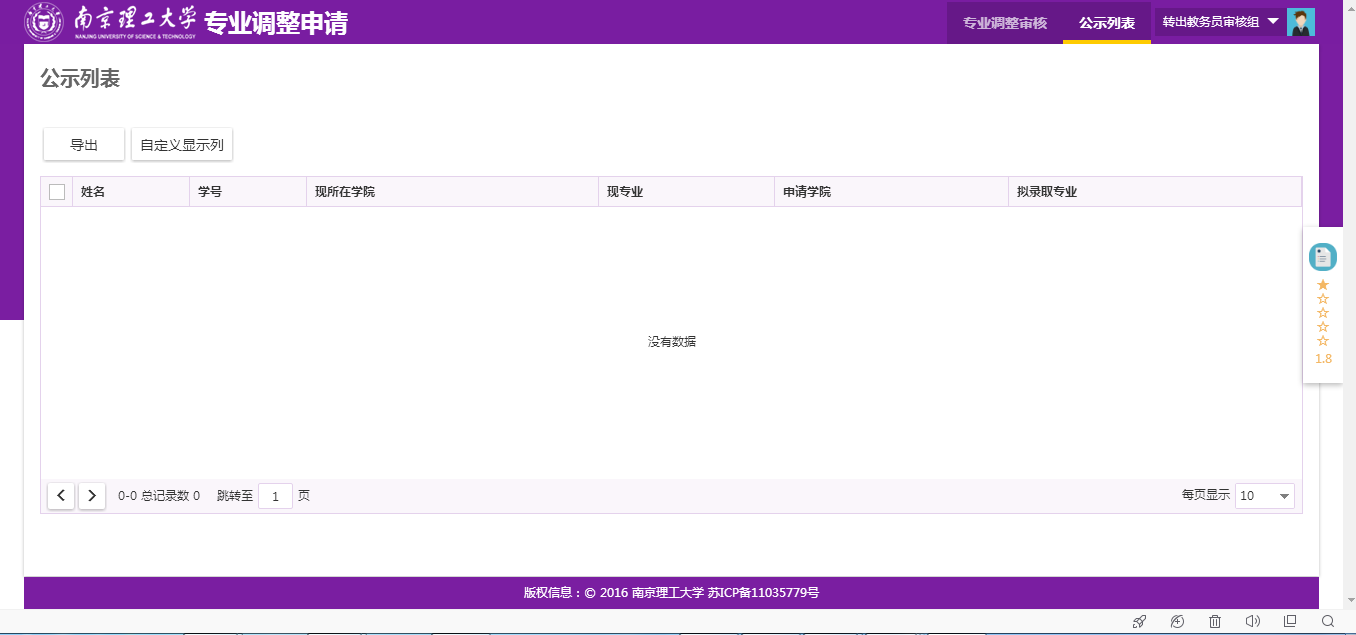 南京理工大学 专业调整申请
NANJING UNIVERSITY OF SCIENCE & TECHNOLOGY
专业调整审核 公示列表 转出教务员审核组
公示列表
导出 自定义显示列
姓名 学号 现所在学院 现专业 申请学院 拟录取专业
没有数据
1.8
0-0 总记录数 0 跳转至 1 页 每页显示 10
版权信息：© 2016 南京理工大学 苏ICP备11035779号